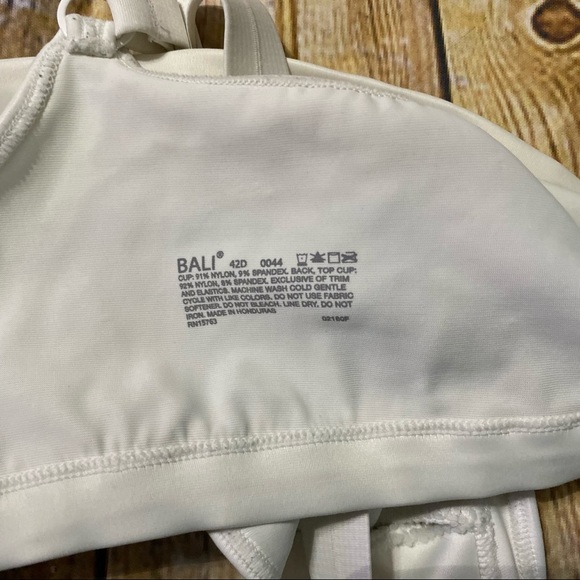 BALI® 42D 0044
CUP: 91% NYLON, 9% SPANDEX. BACK, TOP CUP:
92% NYLON, 8% SPANDEX. EXCLUSIVE OF TRIM
AND ELASTICS. MACHINE WASH COLD GENTLE
CYCLE WITH LIKE COLORS. DO NOT USE FABRIC
SOFTENER. DO NOT BLEACH. LINE DRY. DO NOT
IRON. MADE IN HONDURAS
RN15763 02160F